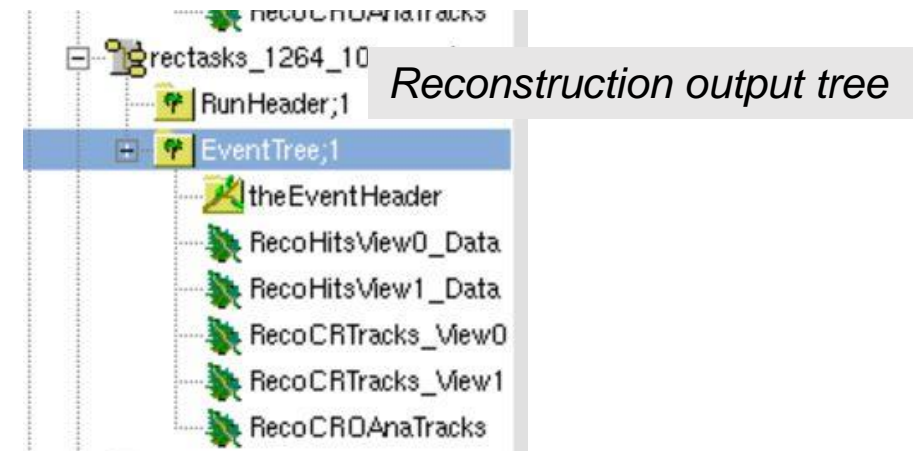 RecoCROAnaTracks
rectasks_1264_10
Reconstruction output tree
RunHeader;1
EventTree;1
theEventHeader
RecoHitsView0_Data
RecoHitsView1_Data
RecoCRTracks_View0
RecoCRTracks_View1
RecoCROAnaTracks